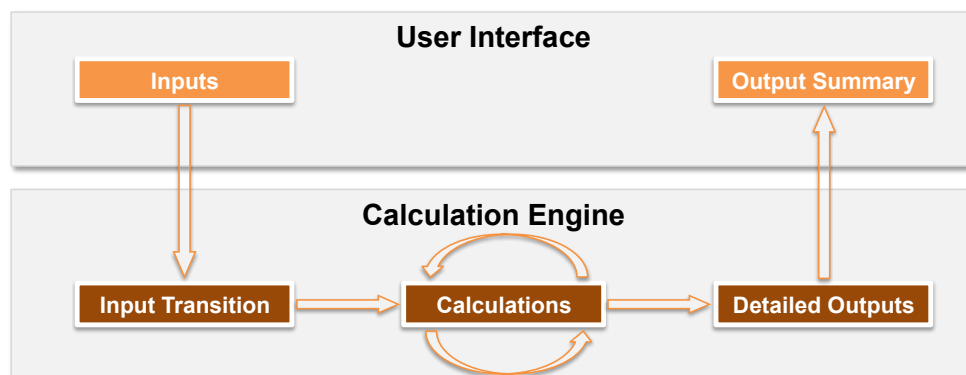 User Interface
Inputs
Output Summary
Calculation Engine
Input Transition
Calculations
Detailed Outputs